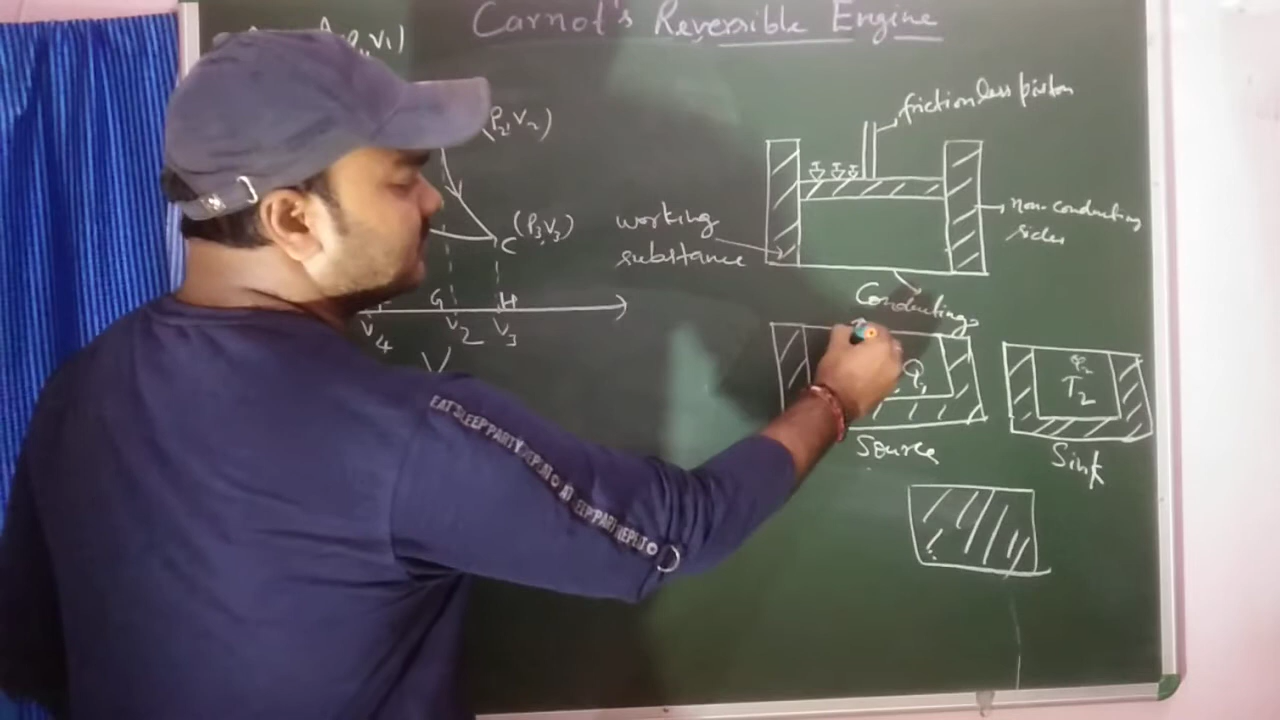 Carnot's Reversible Engine
(P2, V2)
(P3, V3)
C
G
H
V4
V2
V3
V
frictionless piston
working
substance
non-conducting
sides
Conducting
Q1
Source
T2
Sink